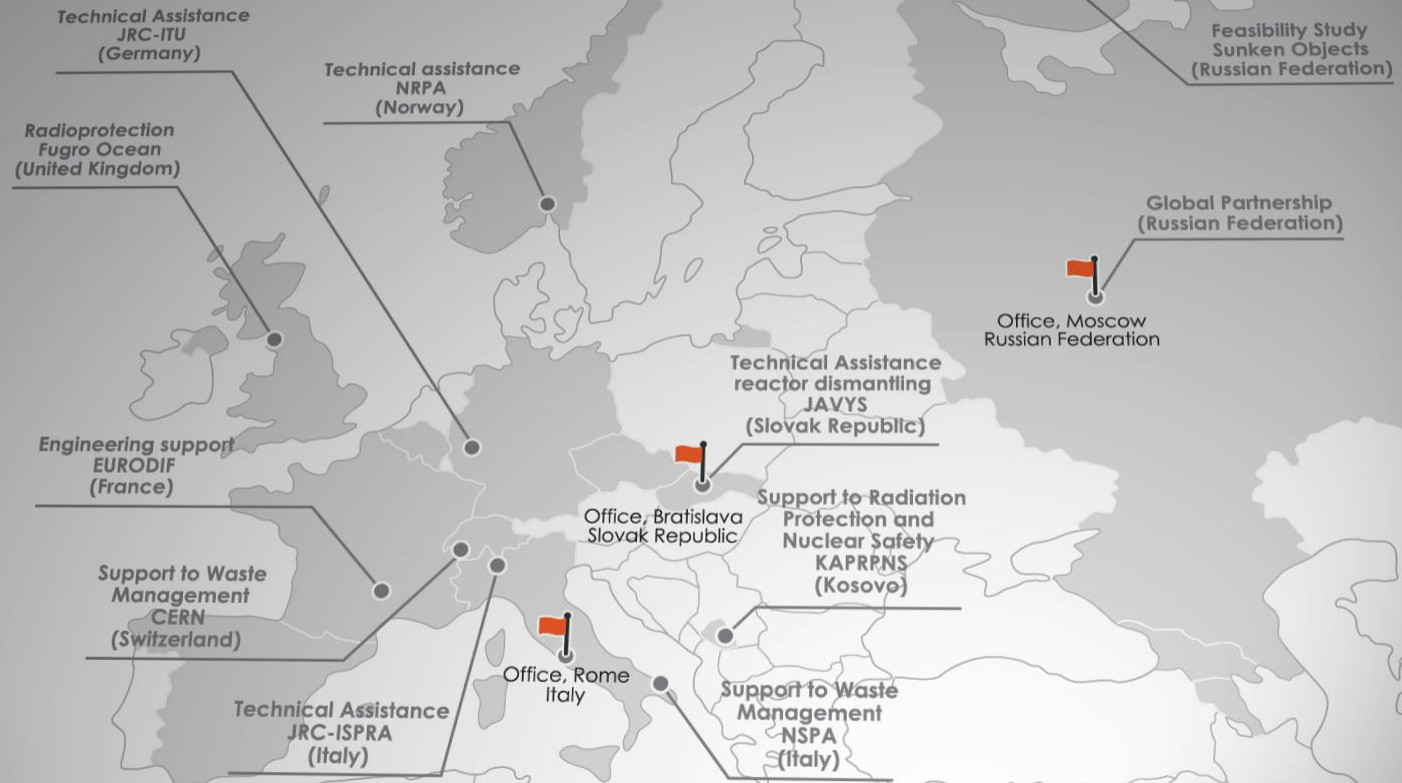 Technical Assistance
JRC-ITU
(Germany)
Technical assistance
NRPA
(Norway)
Feasibility Study
Sunken Objects
(Russian Federation)
Radioprotection
Fugro Ocean
(United Kingdom)
Global Partnership
(Russian Federation)
Office, Moscow
Russian Federation
Technical Assistance
reactor dismantling
JAVYS
(Slovak Republic)
Engineering support
EURODIF
(France)
Office, Bratislava
Slovak Republic
Support to Radiation
Protection and
Nuclear Safety
KAPRPNS
(Kosovo)
Support to Waste
Management
CERN
(Switzerland)
Office, Rome
Italy
Technical Assistance
JRC-ISPRA
(Italy)
Support to Waste
Management
NSPA
(Italy)